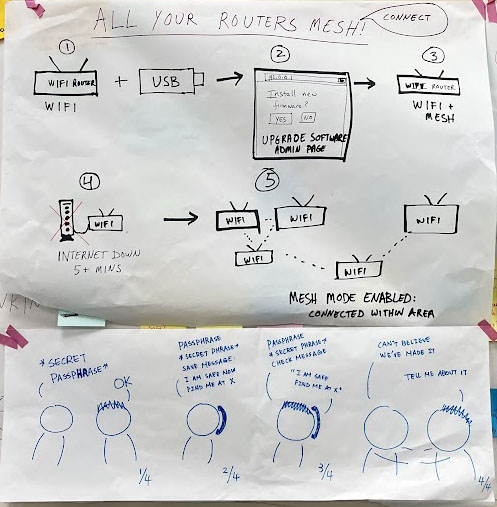 ALL YOUR ROUTERS MESH!
CONNECT
1
WIFI ROUTER
WIFI
+
USB
2
Install new
firmware?
YES NO
UPGRADE SOFTWARE
ADMIN PAGE
3
WIFI ROUTER
WIFI +
MESH
4
WIFI
INTERNET DOWN
5+ MINS
5
WIFI
WIFI
WIFI
WIFI
WIFI
MESH MODE ENABLED:
CONNECTED WITHIN AREA
*SECRET
PASSPHRASE*
OK
1/4
PASSPHRASE
*SECRET PHRASE*
SAVE MESSAGE
I AM SAFE NOW
FIND ME AT X
2/4
PASSPHRASE
*SECRET PHRASE*
CHECK MESSAGE
"I AM SAFE
FIND ME AT X"
3/4
CAN'T BELIEVE
WE'VE MADE IT
TELL ME ABOUT IT
4/4